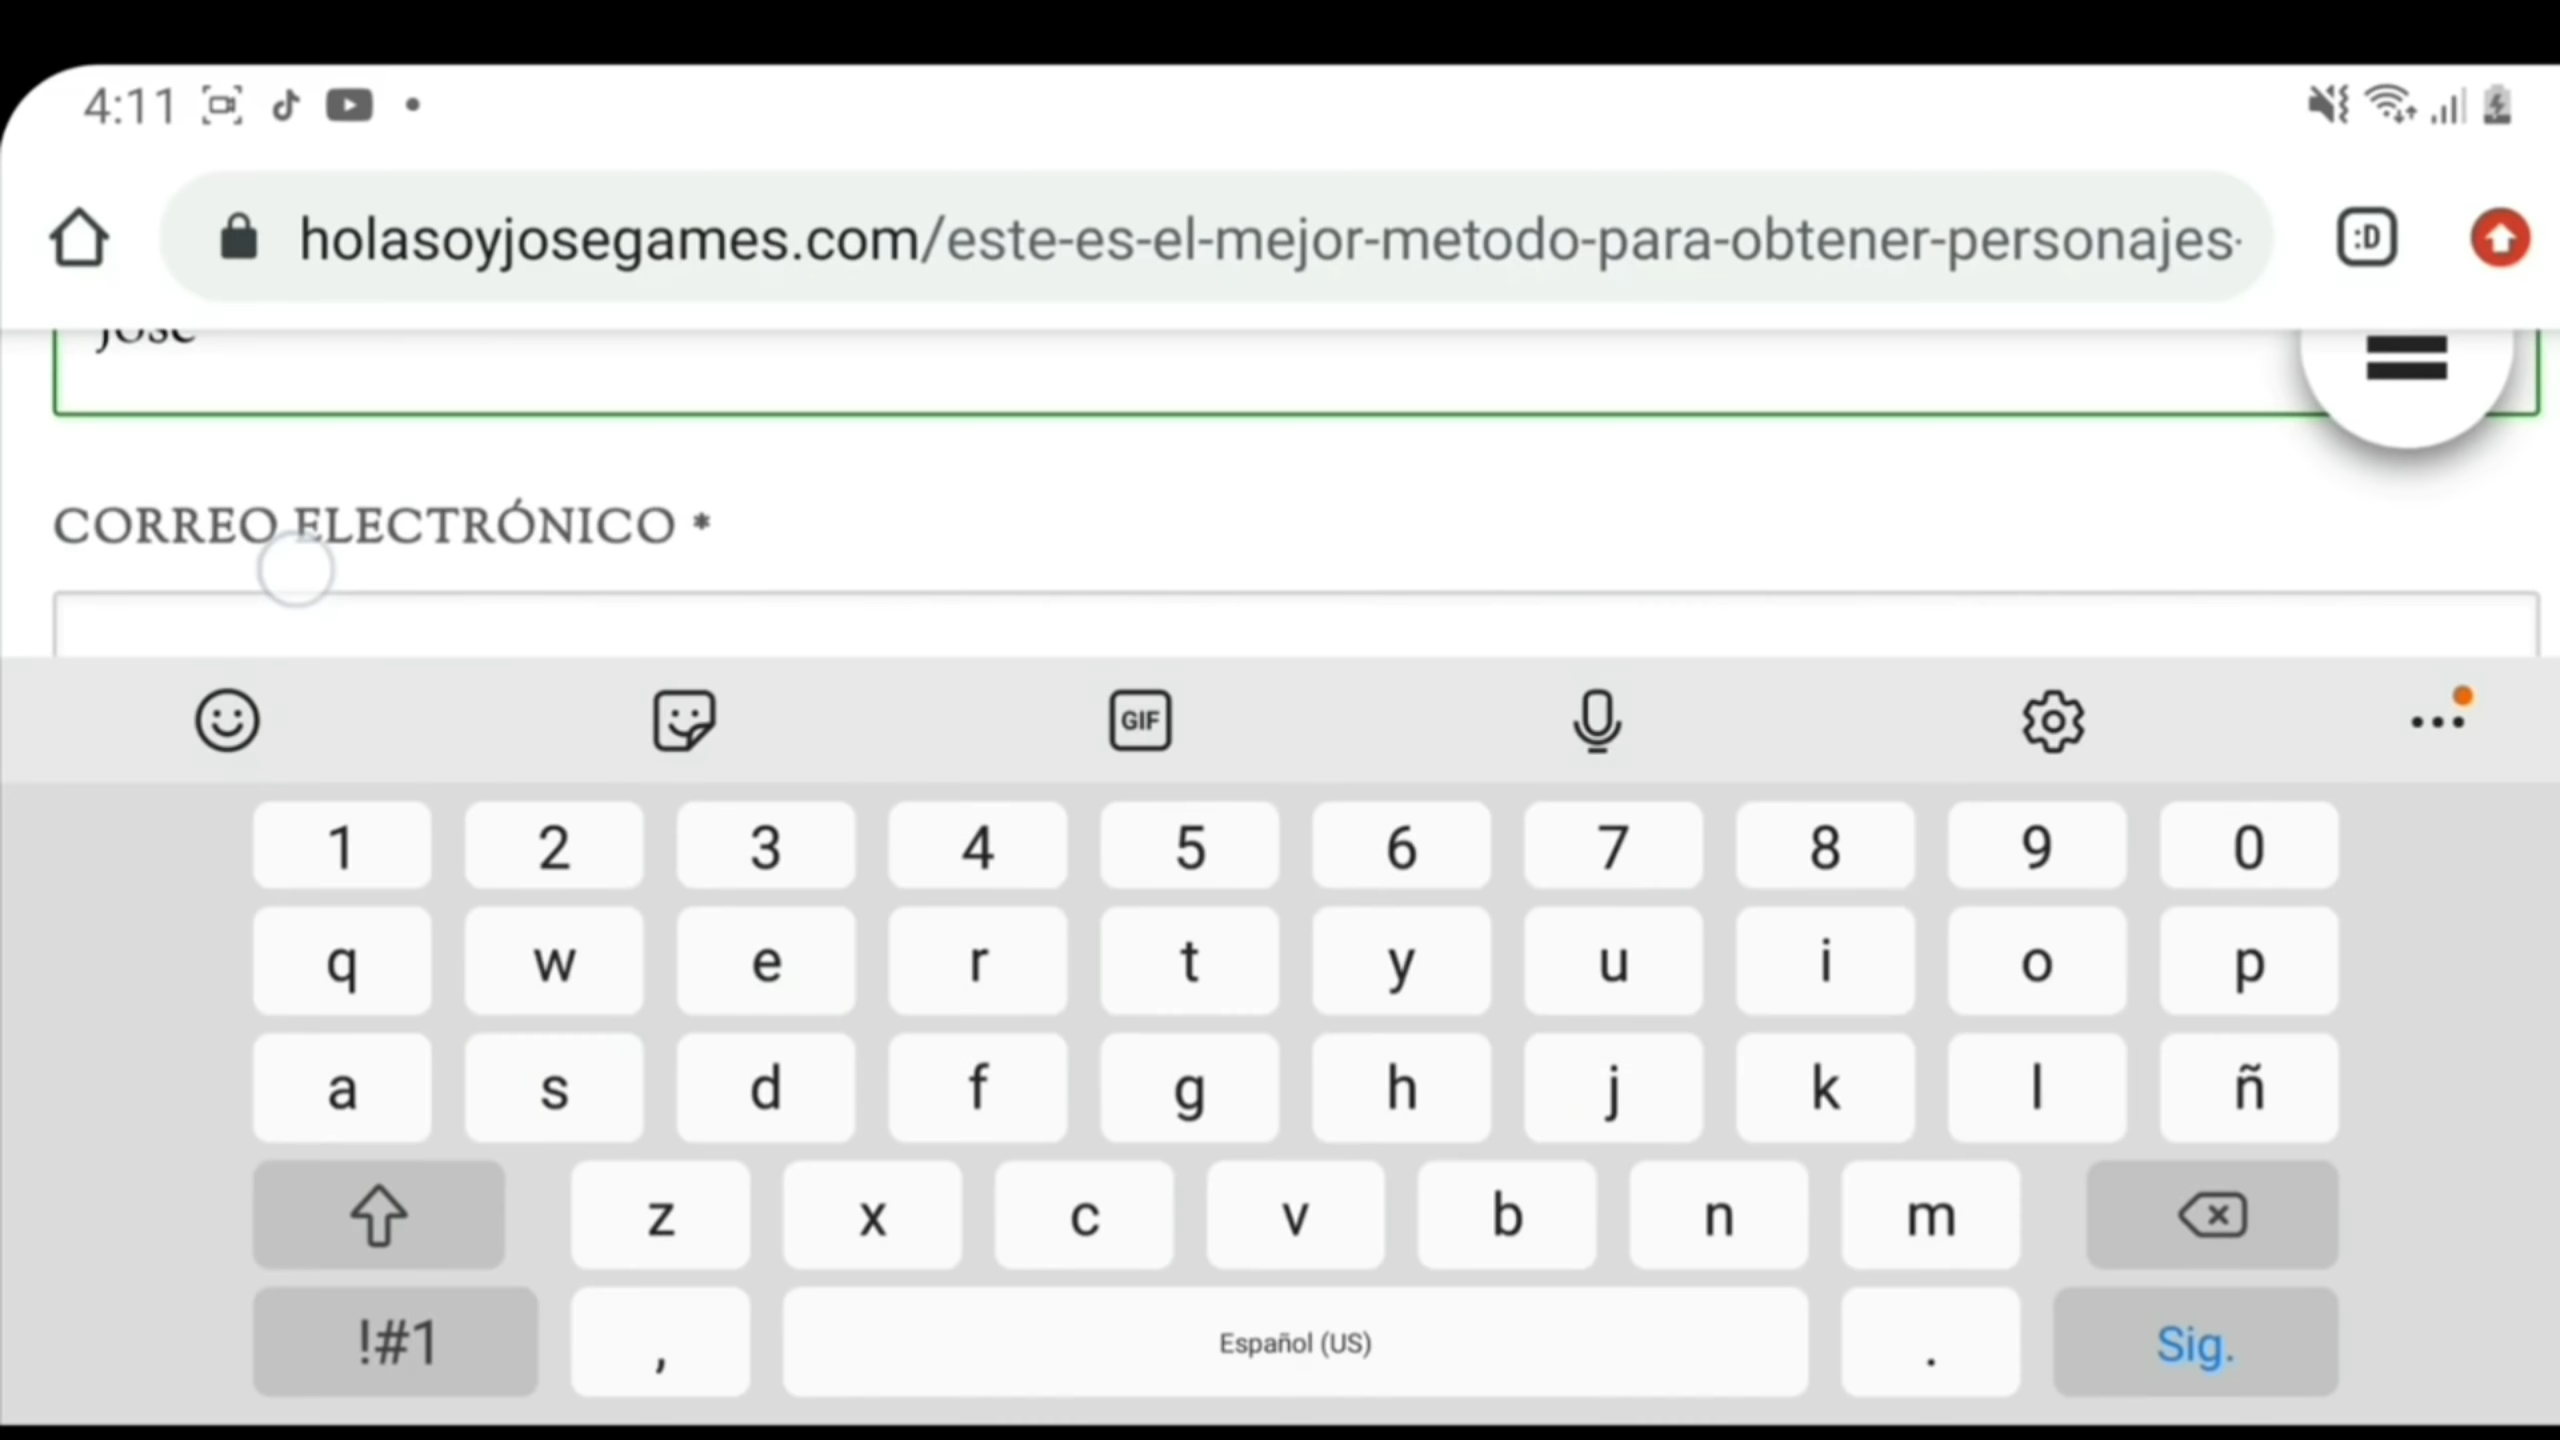 4:11
holasoyjosegames.com/este-es-el-mejor-metodo-para-obtener-personajes-
:D
jose
CORREO ELECTRÓNICO *
GIF
1 2 3 4 5 6 7 8 9 0
q w e r t y u i o p
a s d f g h j k l ñ
z x c v b n m
!#1 , Español (US) . Sig.